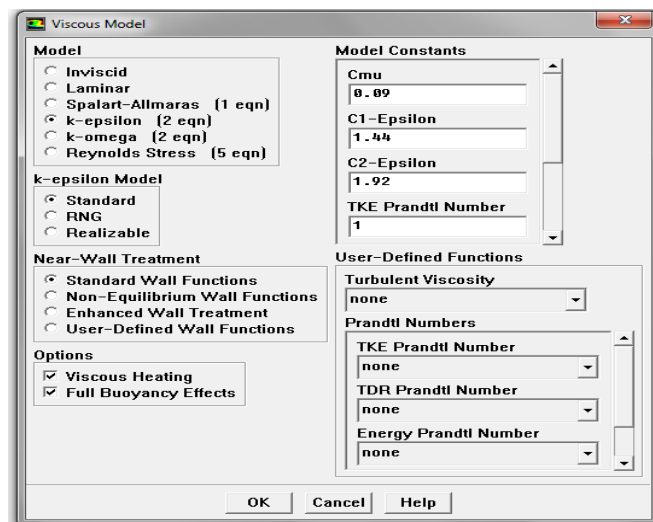 Viscous Model
Model
Inviscid
Laminar
Spalart-Allmaras (1 eqn)
k-epsilon (2 eqn)
k-omega (2 eqn)
Reynolds Stress (5 eqn)
k-epsilon Model
Standard
RNG
Realizable
Near-Wall Treatment
Standard Wall Functions
Non-Equilibrium Wall Functions
Enhanced Wall Treatment
User-Defined Wall Functions
Options
Viscous Heating
Full Buoyancy Effects
Model Constants
Cmu
0.09
C1-Epsilon
1.44
C2-Epsilon
1.92
TKE Prandtl Number
1
User-Defined Functions
Turbulent Viscosity
none
Prandtl Numbers
TKE Prandtl Number
none
TDR Prandtl Number
none
Energy Prandtl Number
none
OK Cancel Help